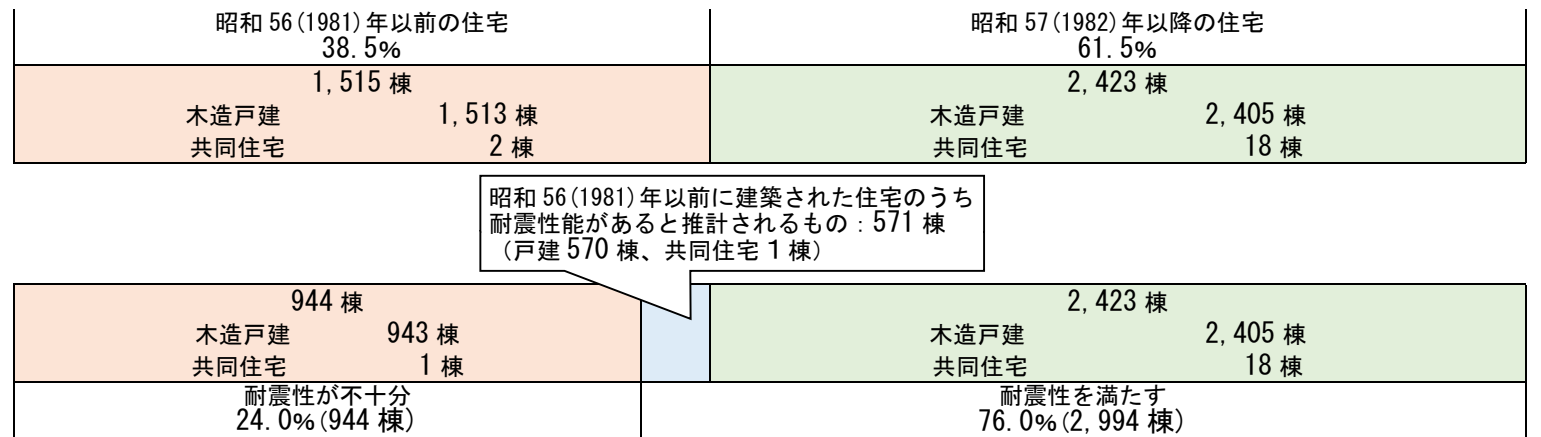 昭和 56(1981)年以前の住宅
38.5%
昭和 57(1982)年以降の住宅
61.5%
1,515 棟
木造戸建 1,513 棟
共同住宅 2 棟
2,423 棟
木造戸建 2,405 棟
共同住宅 18 棟
昭和 56(1981)年以前に建築された住宅のうち
耐震性能があると推計されるもの：571 棟
（戸建 570 棟、共同住宅 1 棟）
944 棟
木造戸建 943 棟
共同住宅 1 棟
2,423 棟
木造戸建 2,405 棟
共同住宅 18 棟
耐震性が不十分
24.0%(944 棟)
耐震性を満たす
76.0%(2,994 棟)